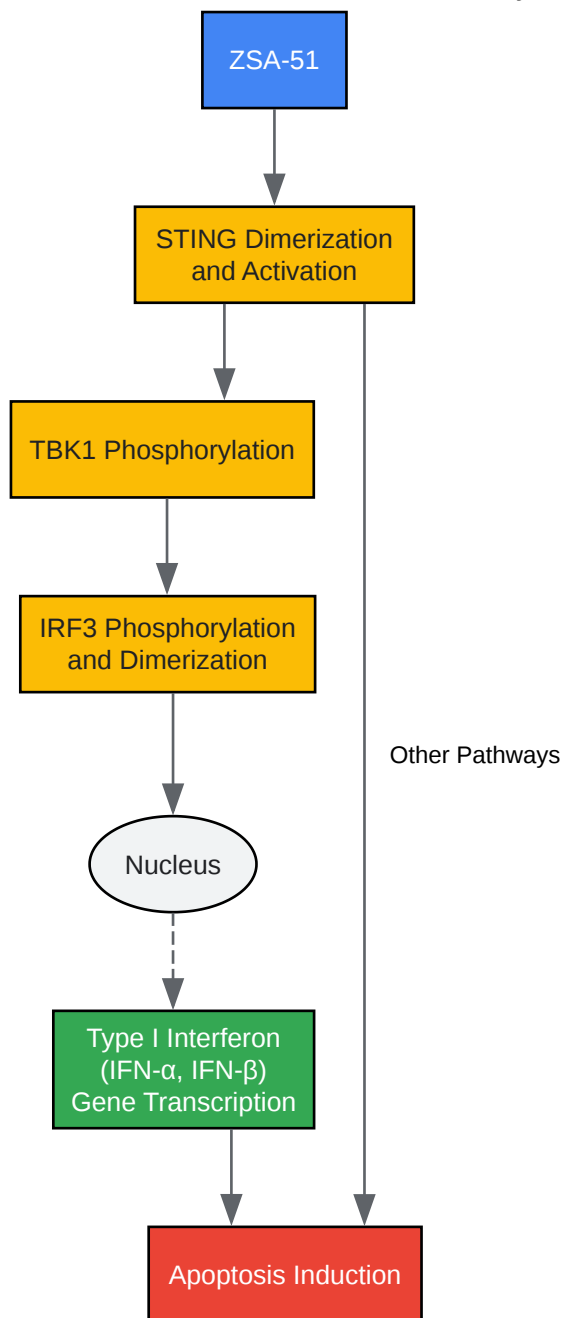 ZSA-51
STING Dimerization
and Activation
TBK1 Phosphorylation
IRF3 Phosphorylation
and Dimerization
Other Pathways
Nucleus
Type I Interferon
(IFN-α, IFN-β)
Gene Transcription
Apoptosis Induction